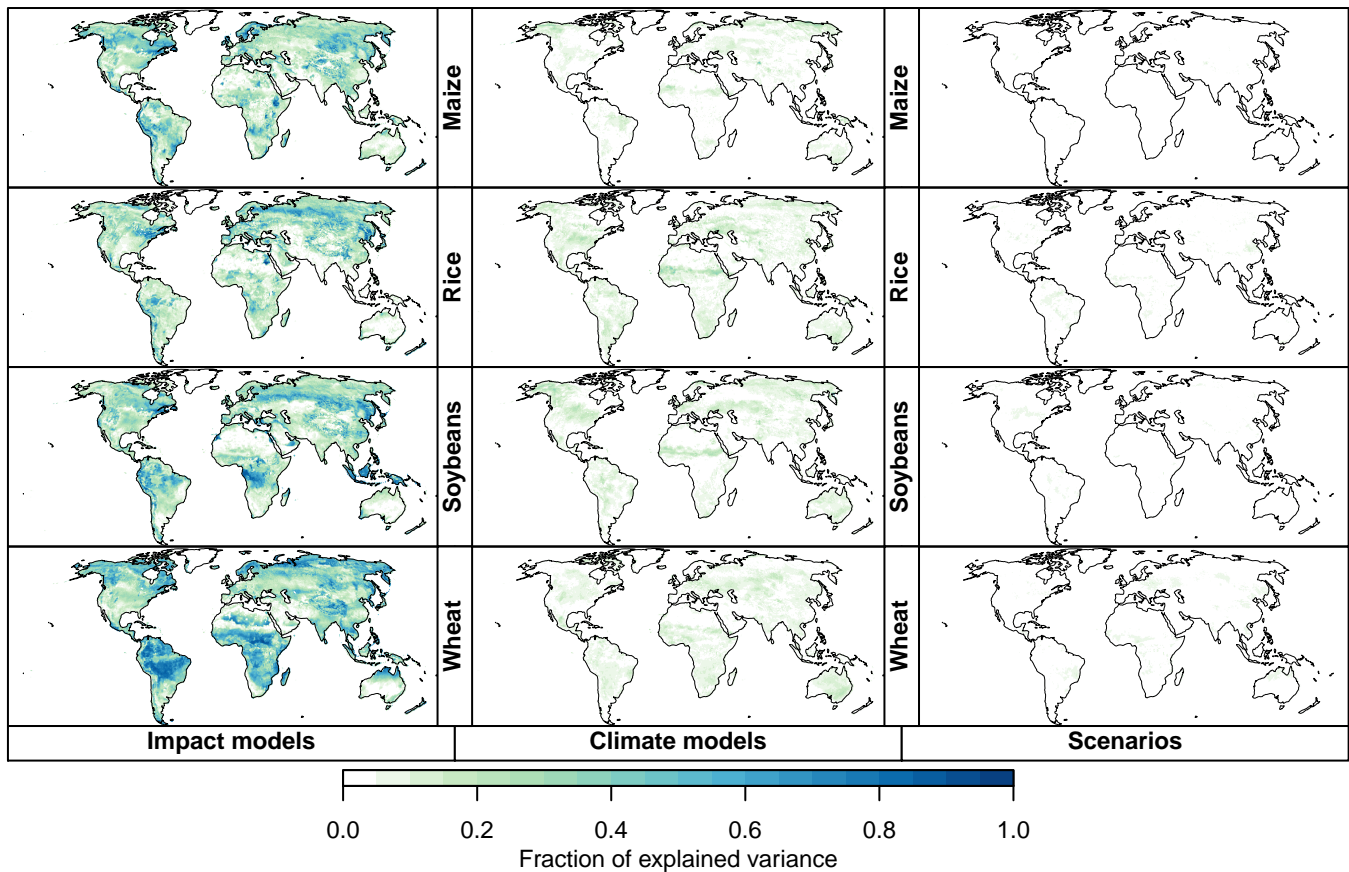 Maize
Maize
Rice
Rice
Soybeans
Soybeans
Wheat
Wheat
Impact models
Climate models
Scenarios
0.0 0.2 0.4 0.6 0.8 1.0
Fraction of explained variance